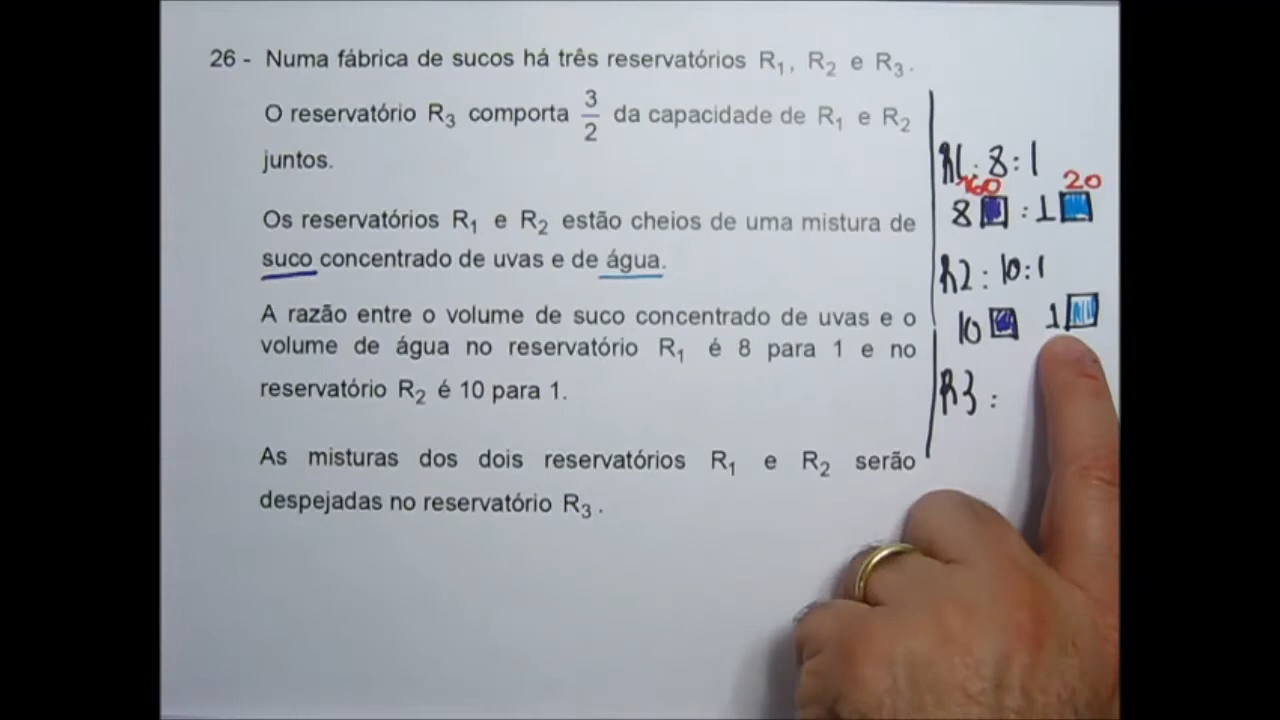 26 - Numa fábrica de sucos há três reservatórios R₁, R₂ e R₃.
O reservatório R₃ comporta 3/2 da capacidade de R₁ e R₂
juntos.
Os reservatórios R₁ e R₂ estão cheios de uma mistura de
suco concentrado de uvas e de água.
A razão entre o volume de suco concentrado de uvas e o
volume de água no reservatório R₁ é 8 para 1 e no
reservatório R₂ é 10 para 1.
As misturas dos dois reservatórios R₁ e R₂ serão
despejadas no reservatório R₃.
R1: 8:1
160 20
8 : 1
R2: 10:1
10 1
R3: